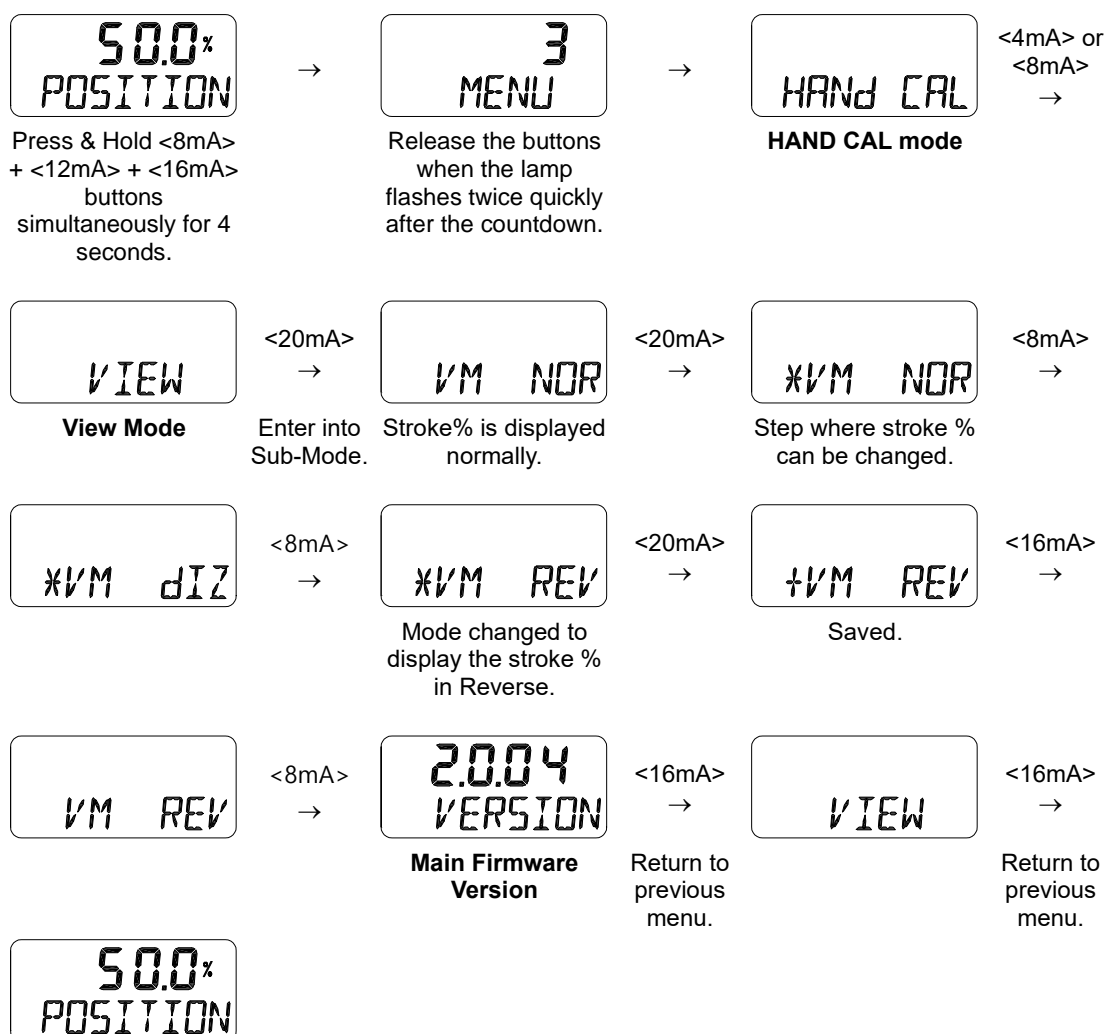 50.0%
POSITION
→
3
MENU
→
HANd CAL
<4mA> or
<8mA>
→
Press & Hold <8mA>
+ <12mA> + <16mA>
buttons
simultaneously for 4
seconds.
Release the buttons
when the lamp
flashes twice quickly
after the countdown.
HAND CAL mode
VIEW
<20mA>
→
VM NOR
<20mA>
→
*VM NOR
<8mA>
→
View Mode
Enter into
Sub-Mode.
Stroke% is displayed
normally.
Step where stroke %
can be changed.
*VM dIZ
<8mA>
→
*VM REV
<20mA>
→
+VM REV
<16mA>
→
Mode changed to
display the stroke %
in Reverse.
Saved.
VM REV
<8mA>
→
2.0.04
VERSION
<16mA>
→
VIEW
<16mA>
→
Main Firmware
Version
Return to
previous
menu.
Return to
previous
menu.
50.0%
POSITION